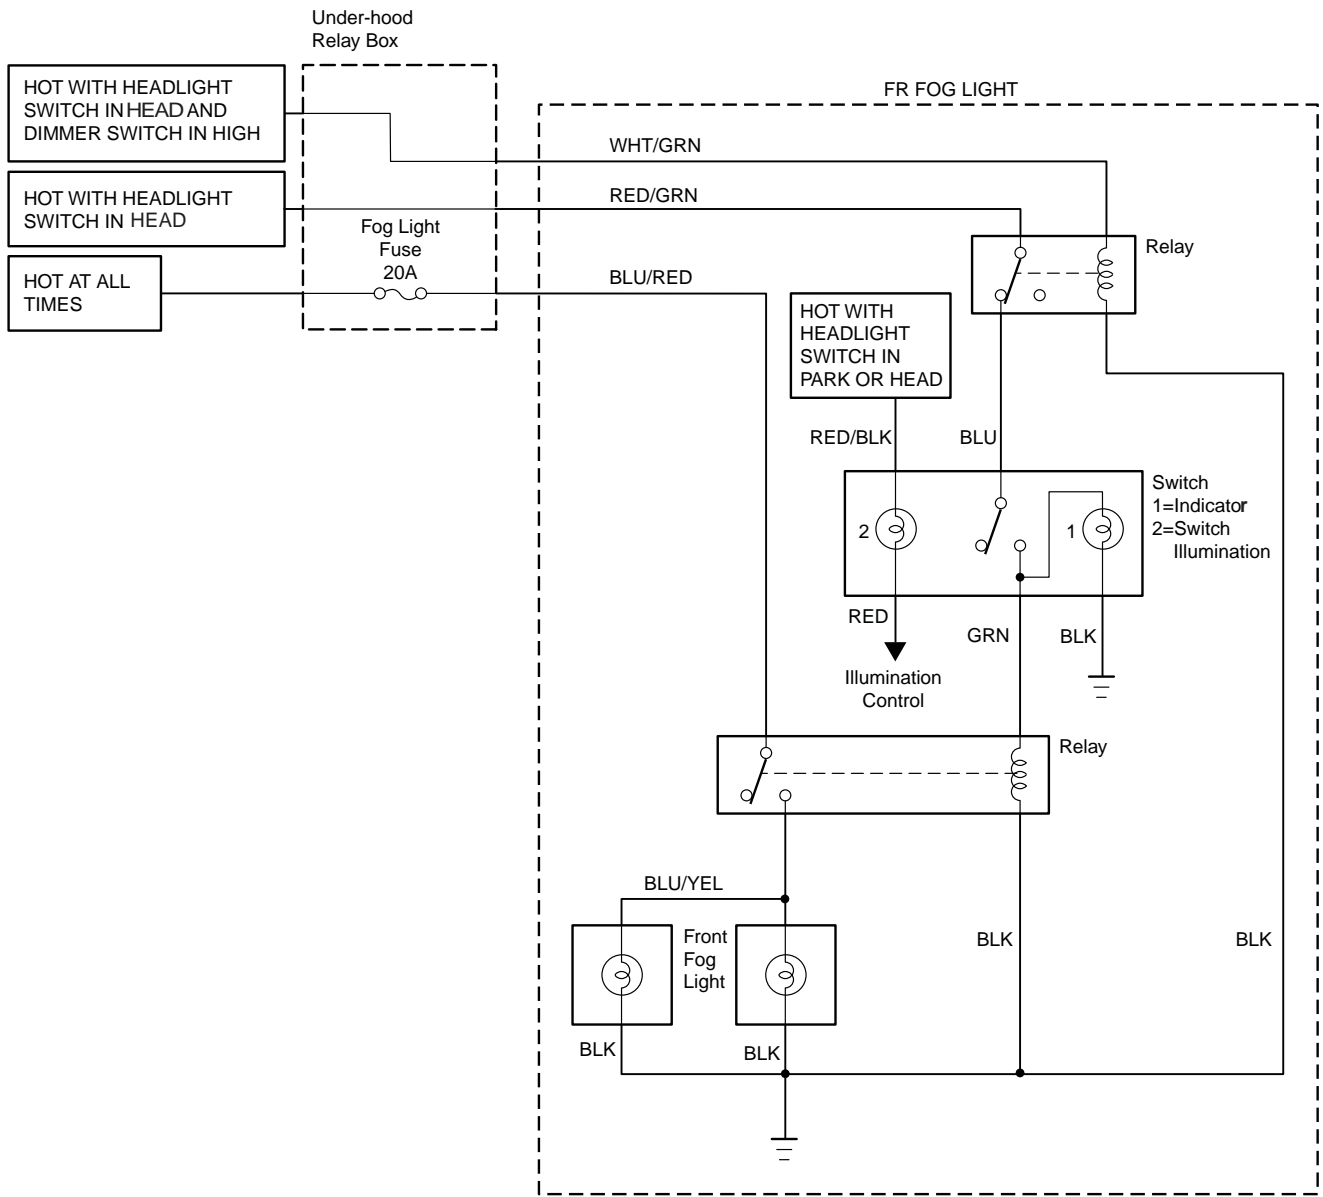 Under-hood
Relay Box
HOT WITH HEADLIGHT
SWITCH IN HEAD AND
DIMMER SWITCH IN HIGH
FR FOG LIGHT
WHT/GRN
HOT WITH HEADLIGHT
SWITCH IN HEAD
RED/GRN
Fog Light
Fuse
20A
Relay
HOT AT ALL
TIMES
BLU/RED
HOT WITH
HEADLIGHT
SWITCH IN
PARK OR HEAD
RED/BLK
BLU
Switch
1=Indicator
2=Switch
Illumination
2
1
RED
GRN
BLK
Illumination
Control
Relay
BLU/YEL
Front
Fog
Light
BLK
BLK
BLK
BLK